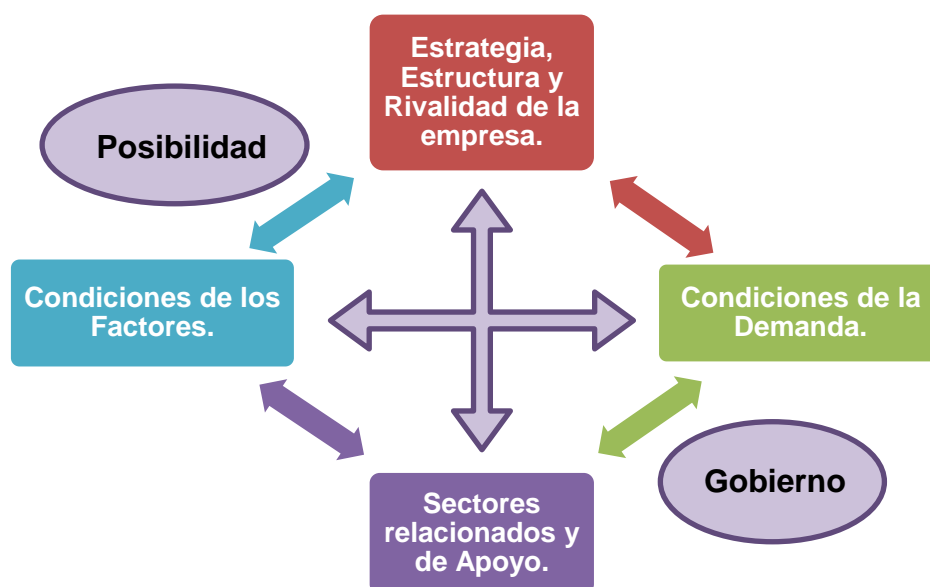 Estrategia,
Estructura y
Rivalidad de la
empresa.
Posibilidad
Condiciones de los
Factores.
Condiciones de la
Demanda.
Gobierno
Sectores
relacionados y
de Apoyo.